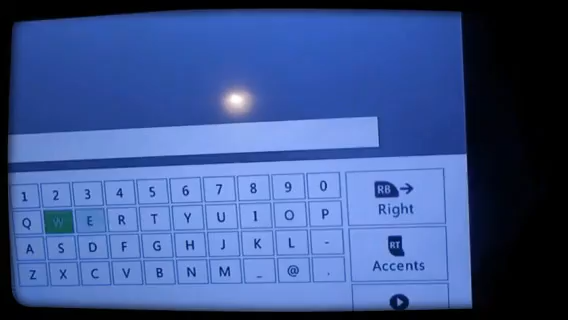 1 2 3 4 5 6 7 8 9 0
RB Right
Q W E R T Y U I O P
A S D F G H J K L -
RT Accents
Z X C V B N M _ @ .